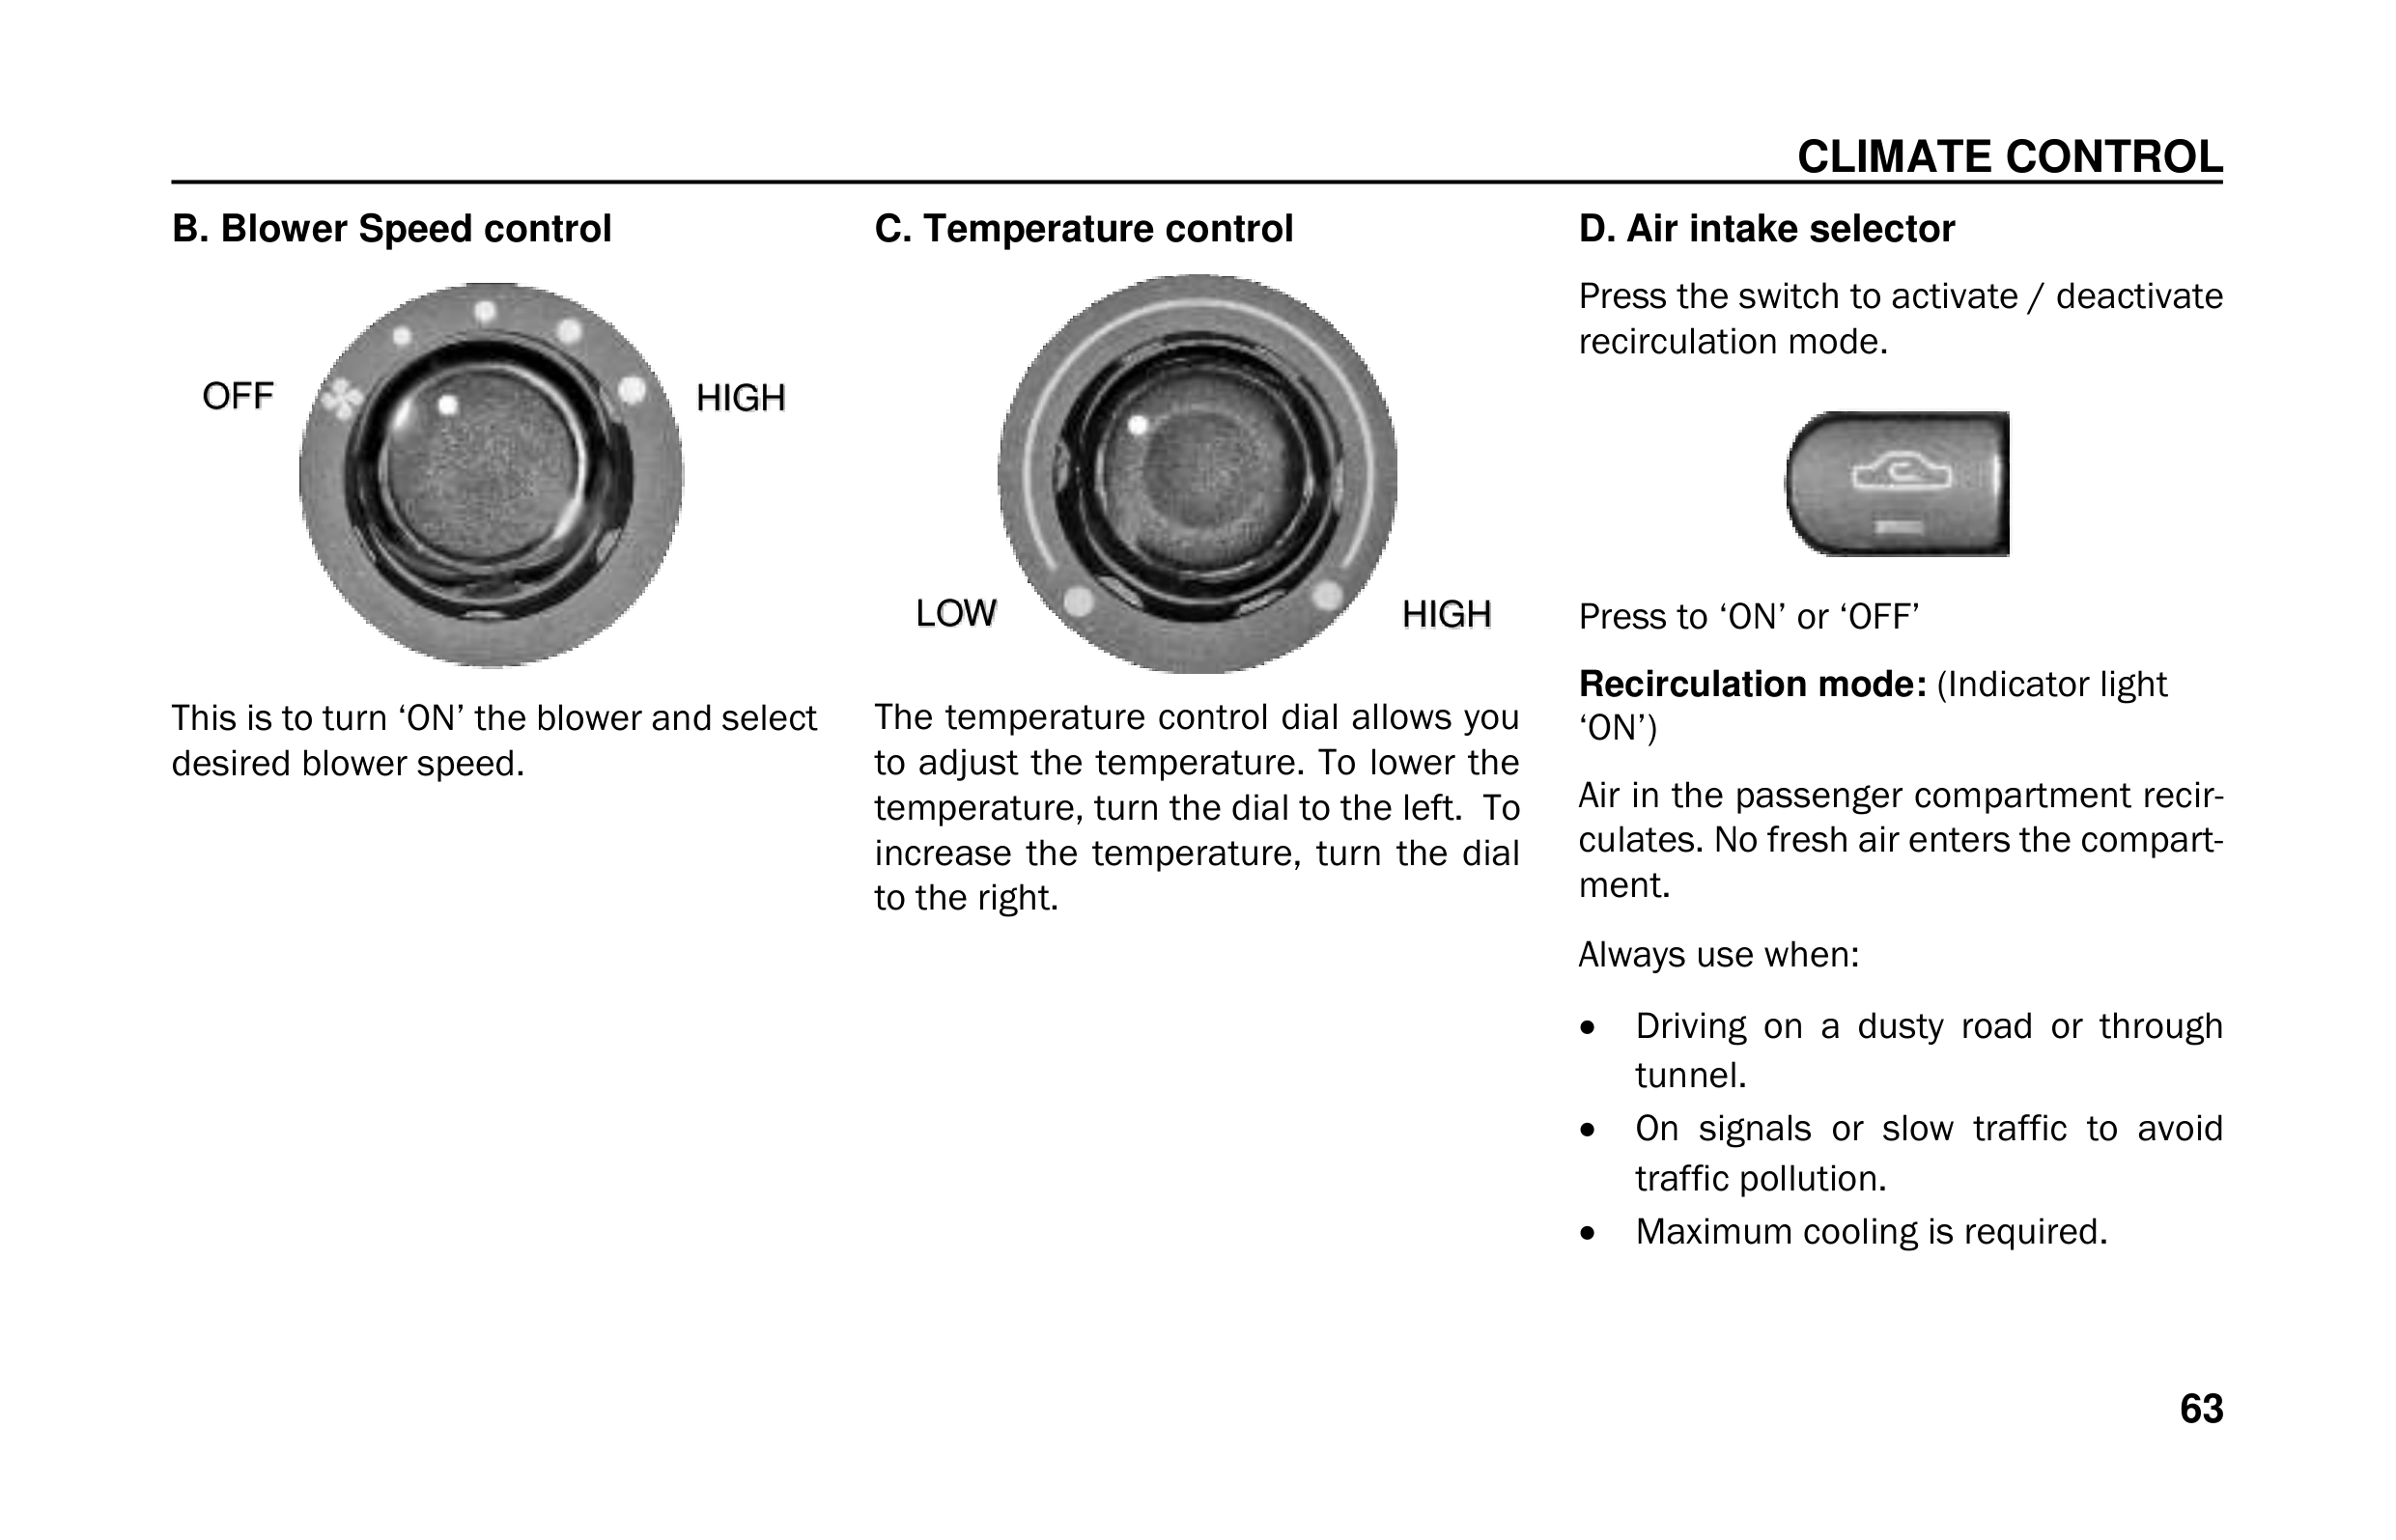 CLIMATE CONTROL
B. Blower Speed control
OFF
HIGH
This is to turn ‘ON’ the blower and select
desired blower speed.
C. Temperature control
LOW
HIGH
The temperature control dial allows you
to adjust the temperature. To lower the
temperature, turn the dial to the left.  To
increase the temperature, turn the dial
to the right.
D. Air intake selector
Press the switch to activate / deactivate
recirculation mode.
Press to ‘ON’ or ‘OFF’
Recirculation mode: (Indicator light
‘ON’)
Air in the passenger compartment recir-
culates. No fresh air enters the compart-
ment.
Always use when:
• Driving on a dusty road or through
tunnel.
• On signals or slow traffic to avoid
traffic pollution.
• Maximum cooling is required.
63